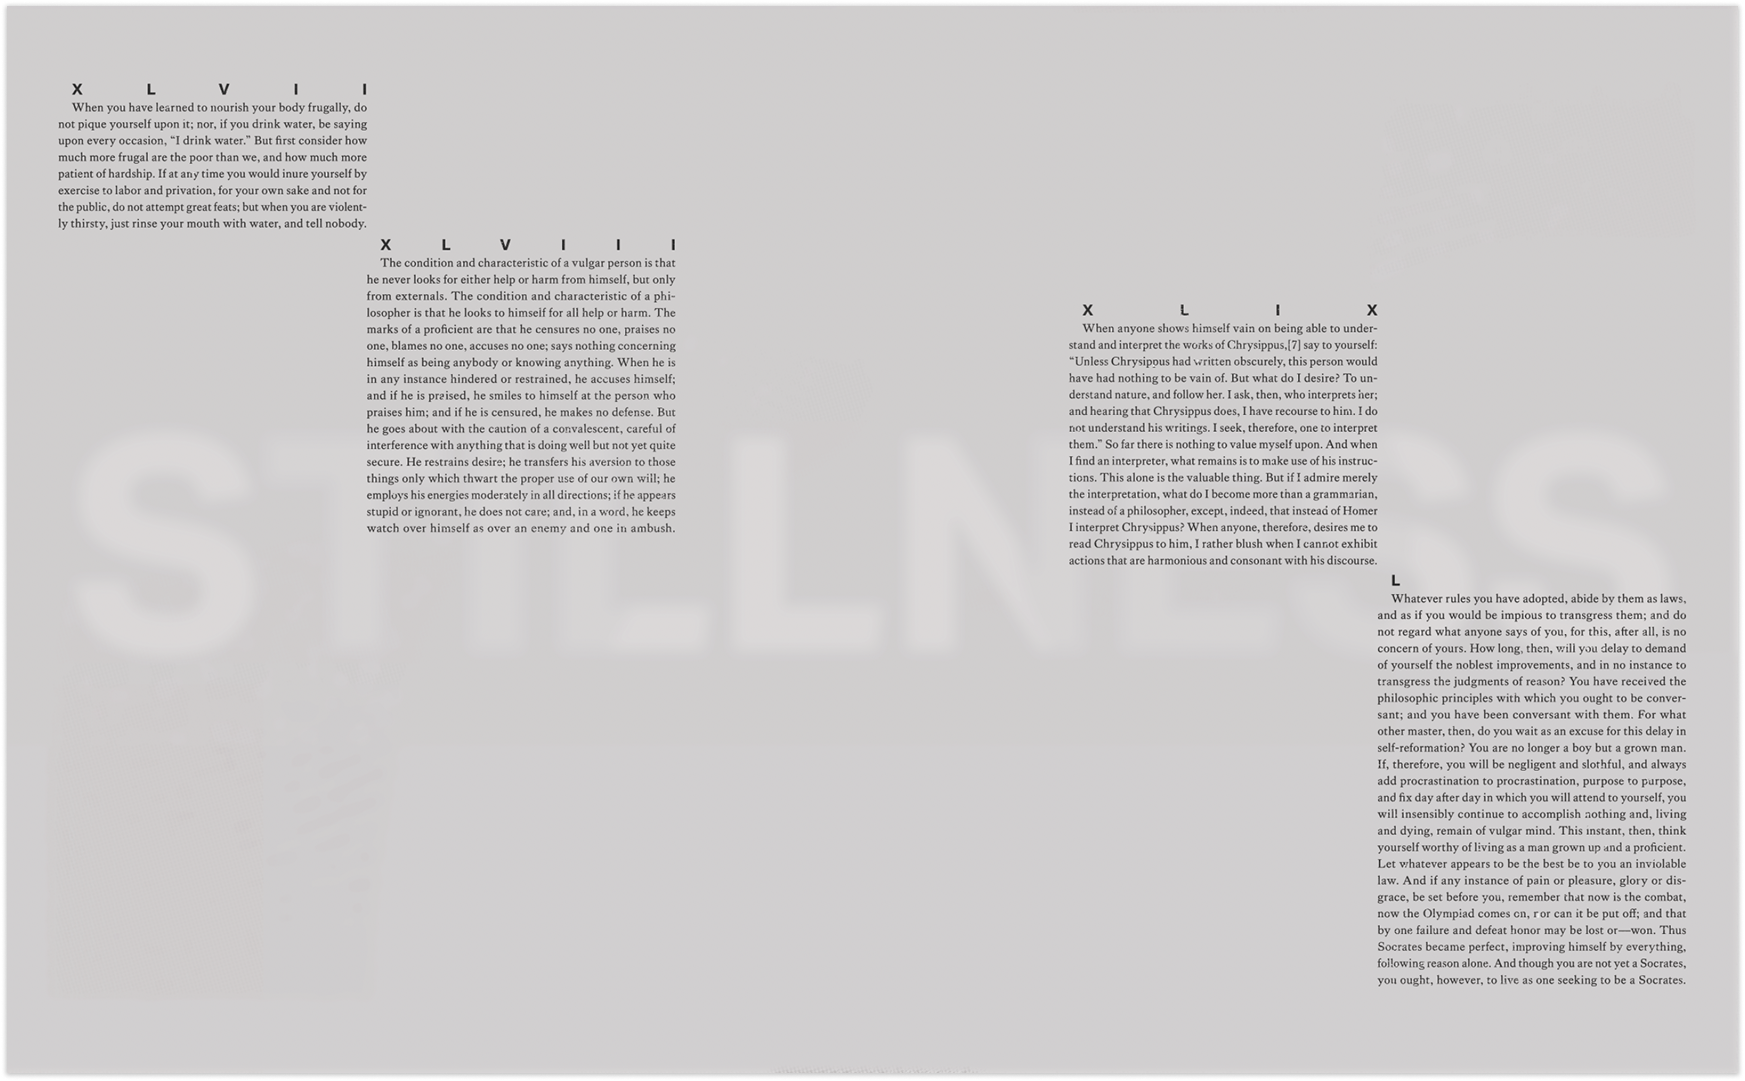 X L V I I
When you have learned to nourish your body frugally, do
not pique yourself upon it; nor, if you drink water, be saying
upon every occasion, “I drink water.” But first consider how
much more frugal are the poor than we, and how much more
patient of hardship. If at any time you would inure yourself by
exercise to labor and privation, for your own sake and not for
the public, do not attempt great feats; but when you are violent-
ly thirsty, just rinse your mouth with water, and tell nobody.
X L V I I I
The condition and characteristic of a vulgar person is that
he never looks for either help or harm from himself, but only
from externals. The condition and characteristic of a phi-
losopher is that he looks to himself for all help or harm. The
marks of a proficient are that he censures no one, praises no
one, blames no one, accuses no one; says nothing concerning
himself as being anybody or knowing anything. When he is
in any instance hindered or restrained, he accuses himself;
and if he is praised, he smiles to himself at the person who
praises him; and if he is censured, he makes no defense. But
he goes about with the caution of a convalescent, careful of
interference with anything that is doing well but not yet quite
secure. He restrains desire; he transfers his aversion to those
things only which thwart the proper use of our own will; he
employs his energies moderately in all directions; if he appears
stupid or ignorant, he does not care; and, in a word, he keeps
watch over himself as over an enemy and one in ambush.
STILLNESS
X L I X
When anyone shows himself vain on being able to under-
stand and interpret the works of Chrysippus,[7] say to yourself:
“Unless Chrysippus had written obscurely, this person would
have had nothing to be vain of. But what do I desire? To un-
derstand nature, and follow her. I ask, then, who interprets her;
and hearing that Chrysippus does, I have recourse to him. I do
not understand his writings. I seek, therefore, one to interpret
them.” So far there is nothing to value myself upon. And when
I find an interpreter, what remains is to make use of his instruc-
tions. This alone is the valuable thing. But if I admire merely
the interpretation, what do I become more than a grammarian,
instead of a philosopher, except, indeed, that instead of Homer
I interpret Chrysippus? When anyone, therefore, desires me to
read Chrysippus to him, I rather blush when I cannot exhibit
actions that are harmonious and consonant with his discourse.
L
Whatever rules you have adopted, abide by them as laws,
and as if you would be impious to transgress them; and do
not regard what anyone says of you, for this, after all, is no
concern of yours. How long, then, will you delay to demand
of yourself the noblest improvements, and in no instance to
transgress the judgments of reason? You have received the
philosophic principles with which you ought to be conver-
sant; and you have been conversant with them. For what
other master, then, do you wait as an excuse for this delay in
self-reformation? You are no longer a boy but a grown man.
If, therefore, you will be negligent and slothful, and always
add procrastination to procrastination, purpose to purpose,
and fix day after day in which you will attend to yourself, you
will insensibly continue to accomplish nothing and, living
and dying, remain of vulgar mind. This instant, then, think
yourself worthy of living as a man grown up and a proficient.
Let whatever appears to be the best be to you an inviolable
law. And if any instance of pain or pleasure, glory or dis-
grace, be set before you, remember that now is the combat,
now the Olympiad comes on, nor can it be put off; and that
by one failure and defeat honor may be lost or—won. Thus
Socrates became perfect, improving himself by everything,
following reason alone. And though you are not yet a Socrates,
you ought, however, to live as one seeking to be a Socrates.